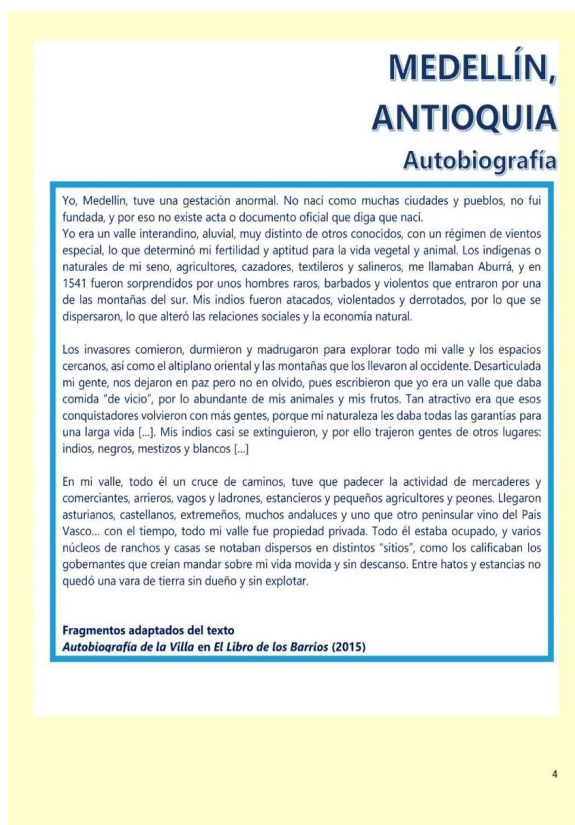 MEDELLÍN,
ANTIOQUIA
Autobiografía
Yo, Medellín, tuve una gestación anormal. No nací como muchas ciudades y pueblos, no fui
fundada, y por eso no existe acta o documento oficial que diga que nací.
Yo era un valle interandino, aluvial, muy distinto de otros conocidos, con un régimen de vientos
especial, lo que determinó mi fertilidad y aptitud para la vida vegetal y animal. Los indígenas o
naturales de mi seno, agricultores, cazadores, textileros y salineros, me llamaban Aburrá, y en
1541 fueron sorprendidos por unos hombres raros, barbados y violentos que entraron por una
de las montañas del sur. Mis indios fueron atacados, violentados y derrotados, por lo que se
dispersaron, lo que alteró las relaciones sociales y la economía natural.
Los invasores comieron, durmieron y madrugaron para explorar todo mi valle y los espacios
cercanos, así como el altiplano oriental y las montañas que los llevaron al occidente. Desarticulada
mi gente, nos dejaron en paz pero no en olvido, pues escribieron que yo era un valle que daba
comida “de vicio”, por lo abundante de mis animales y mis frutos. Tan atractivo era que esos
conquistadores volvieron con más gentes, porque mi naturaleza les daba todas las garantías para
una larga vida [...]. Mis indios casi se extinguieron, y por ello trajeron gentes de otros lugares:
indios, negros, mestizos y blancos [...]
En mi valle, todo él un cruce de caminos, tuve que padecer la actividad de mercaderes y
comerciantes, arrieros, vagos y ladrones, estancieros y pequeños agricultores y peones. Llegaron
asturianos, castellanos, extremeños, muchos andaluces y uno que otro peninsular vino del País
Vasco... con el tiempo, todo mi valle fue propiedad privada. Todo él estaba ocupado, y varios
núcleos de ranchos y casas se notaban dispersos en distintos “sitios”, como los calificaban los
gobernantes que creían mandar sobre mi vida movida y sin descanso. Entre hatos y estancias no
quedó una vara de tierra sin dueño y sin explotar.
Fragmentos adaptados del texto
Autobiografía de la Villa en El Libro de los Barrios (2015)
4